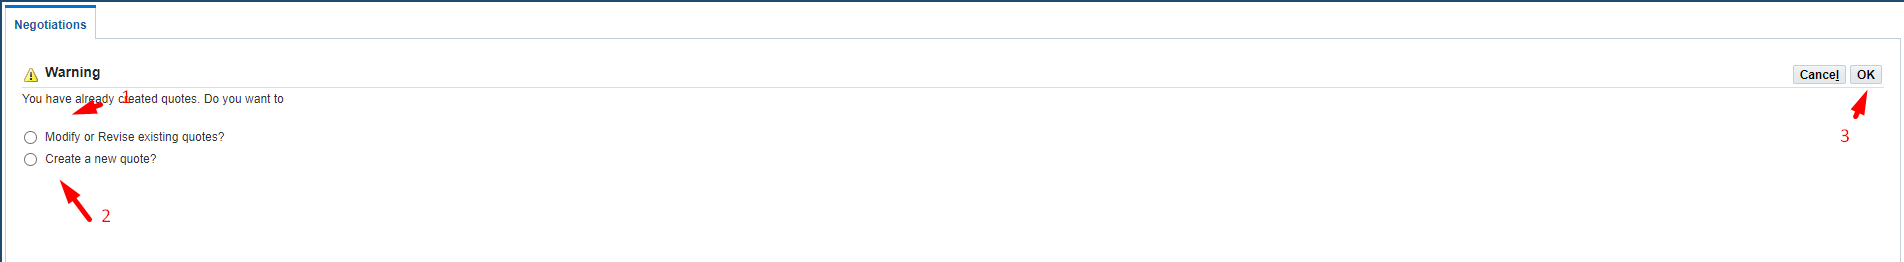 Negotiations
Warning
Cancel OK
1
You have already created quotes. Do you want to
3
Modify or Revise existing quotes?
Create a new quote?
2